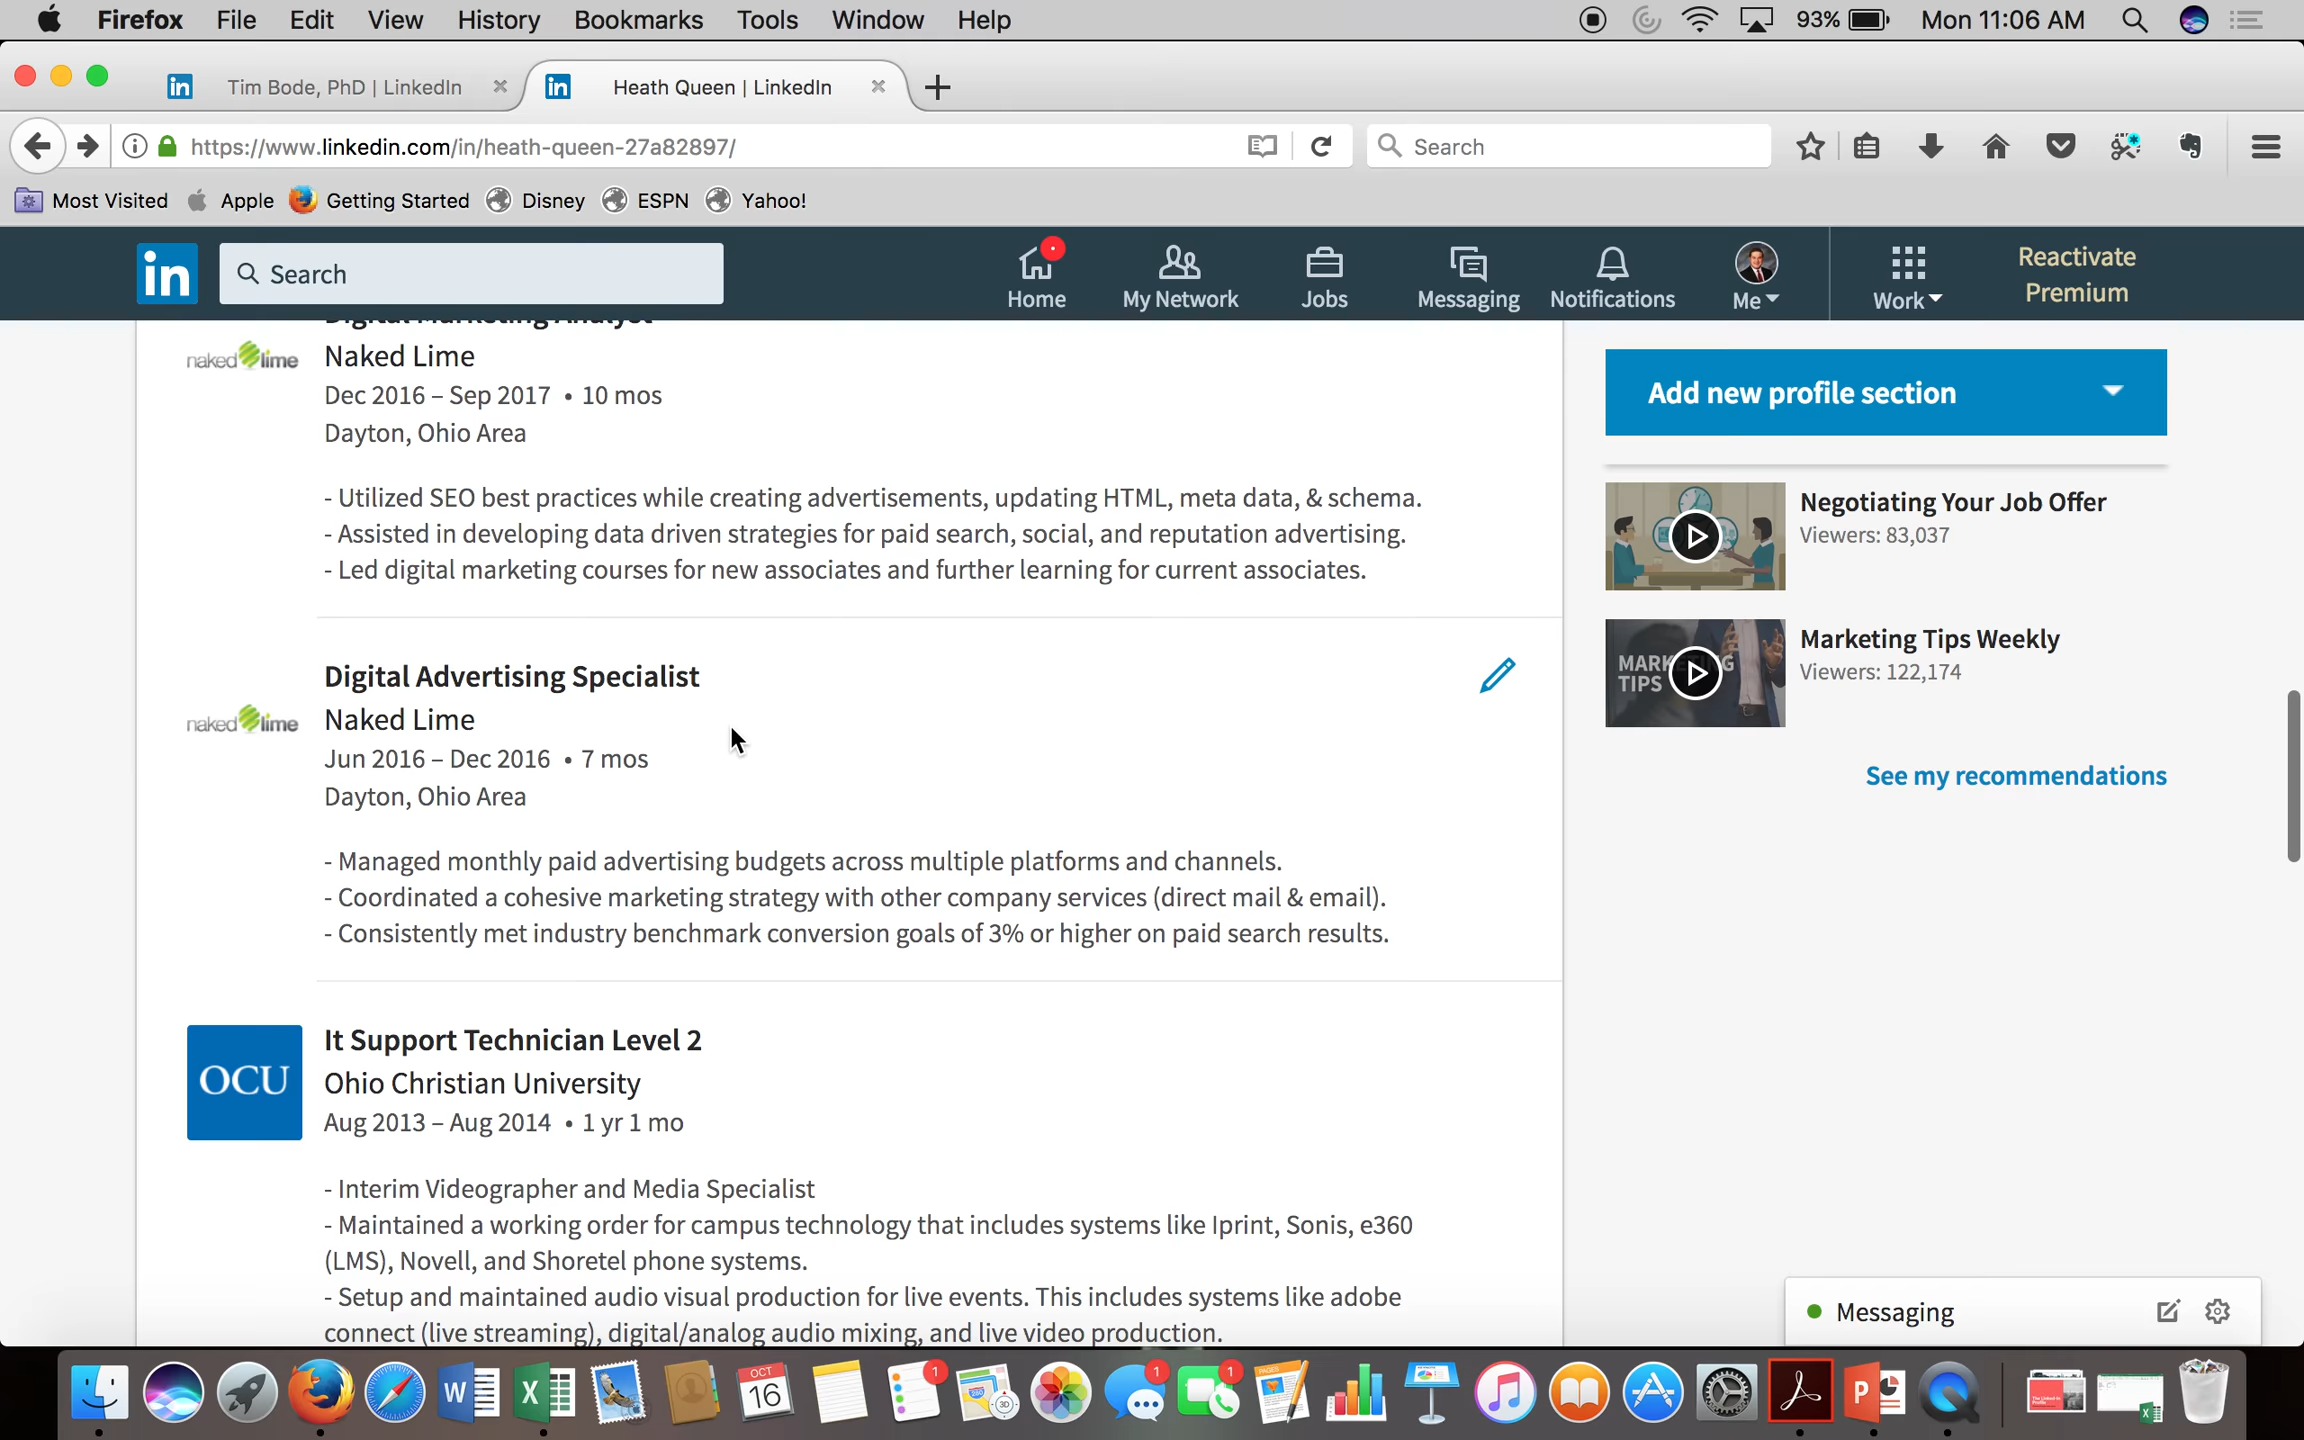 Firefox File Edit View History Bookmarks Tools Window Help 93% Mon 11:06 AM
Tim Bode, PhD | LinkedIn Heath Queen | LinkedIn
https://www.linkedin.com/in/heath-queen-27a82897/ Search
Most Visited Apple Getting Started Disney ESPN Yahoo!
in Search Home My Network Jobs Messaging Notifications Me Work Reactivate Premium
Digital Marketing Analyst
naked lime Naked Lime
Dec 2016 – Sep 2017 • 10 mos
Dayton, Ohio Area
- Utilized SEO best practices while creating advertisements, updating HTML, meta data, & schema.
- Assisted in developing data driven strategies for paid search, social, and reputation advertising.
- Led digital marketing courses for new associates and further learning for current associates.
Digital Advertising Specialist
naked lime Naked Lime
Jun 2016 – Dec 2016 • 7 mos
Dayton, Ohio Area
- Managed monthly paid advertising budgets across multiple platforms and channels.
- Coordinated a cohesive marketing strategy with other company services (direct mail & email).
- Consistently met industry benchmark conversion goals of 3% or higher on paid search results.
It Support Technician Level 2
OCU Ohio Christian University
Aug 2013 – Aug 2014 • 1 yr 1 mo
- Interim Videographer and Media Specialist
- Maintained a working order for campus technology that includes systems like Iprint, Sonis, e360
(LMS), Novell, and Shoretel phone systems.
- Setup and maintained audio visual production for live events. This includes systems like adobe
connect (live streaming), digital/analog audio mixing, and live video production.
Add new profile section
Negotiating Your Job Offer
Viewers: 83,037
MARKETING TIPS
Marketing Tips Weekly
Viewers: 122,174
See my recommendations
Messaging
OCT
16
1
1
1